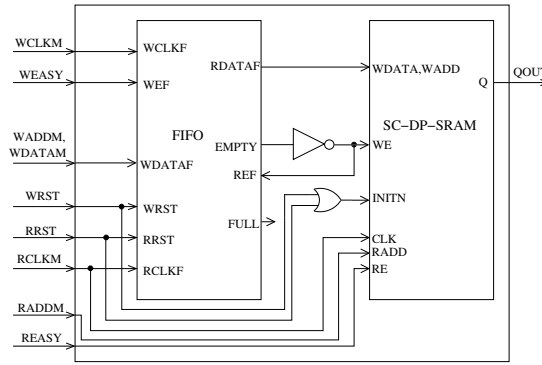 WCLKM
WEASY
WADDM,
WDATAM
WRST
RRST
RCLKM
RADDM
REASY
WCLKF
WEF
FIFO
WDATAF
WRST
RRST
RCLKF
RDATAF
EMPTY
REF
FULL
WDATA,WADD
Q
QOUT
SC-DP-SRAM
WE
INITN
CLK
RADD
RE